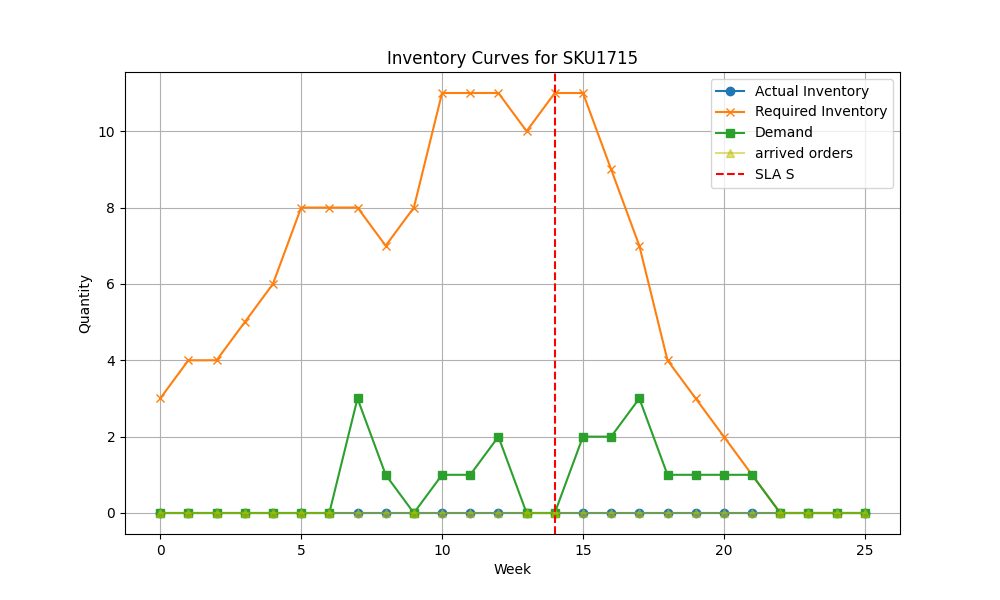 Inventory Curves for SKU1715
Actual Inventory
Required Inventory
Demand
arrived orders
SLA S
Quantity
10
8
6
4
2
0
0 5 10 15 20 25
Week